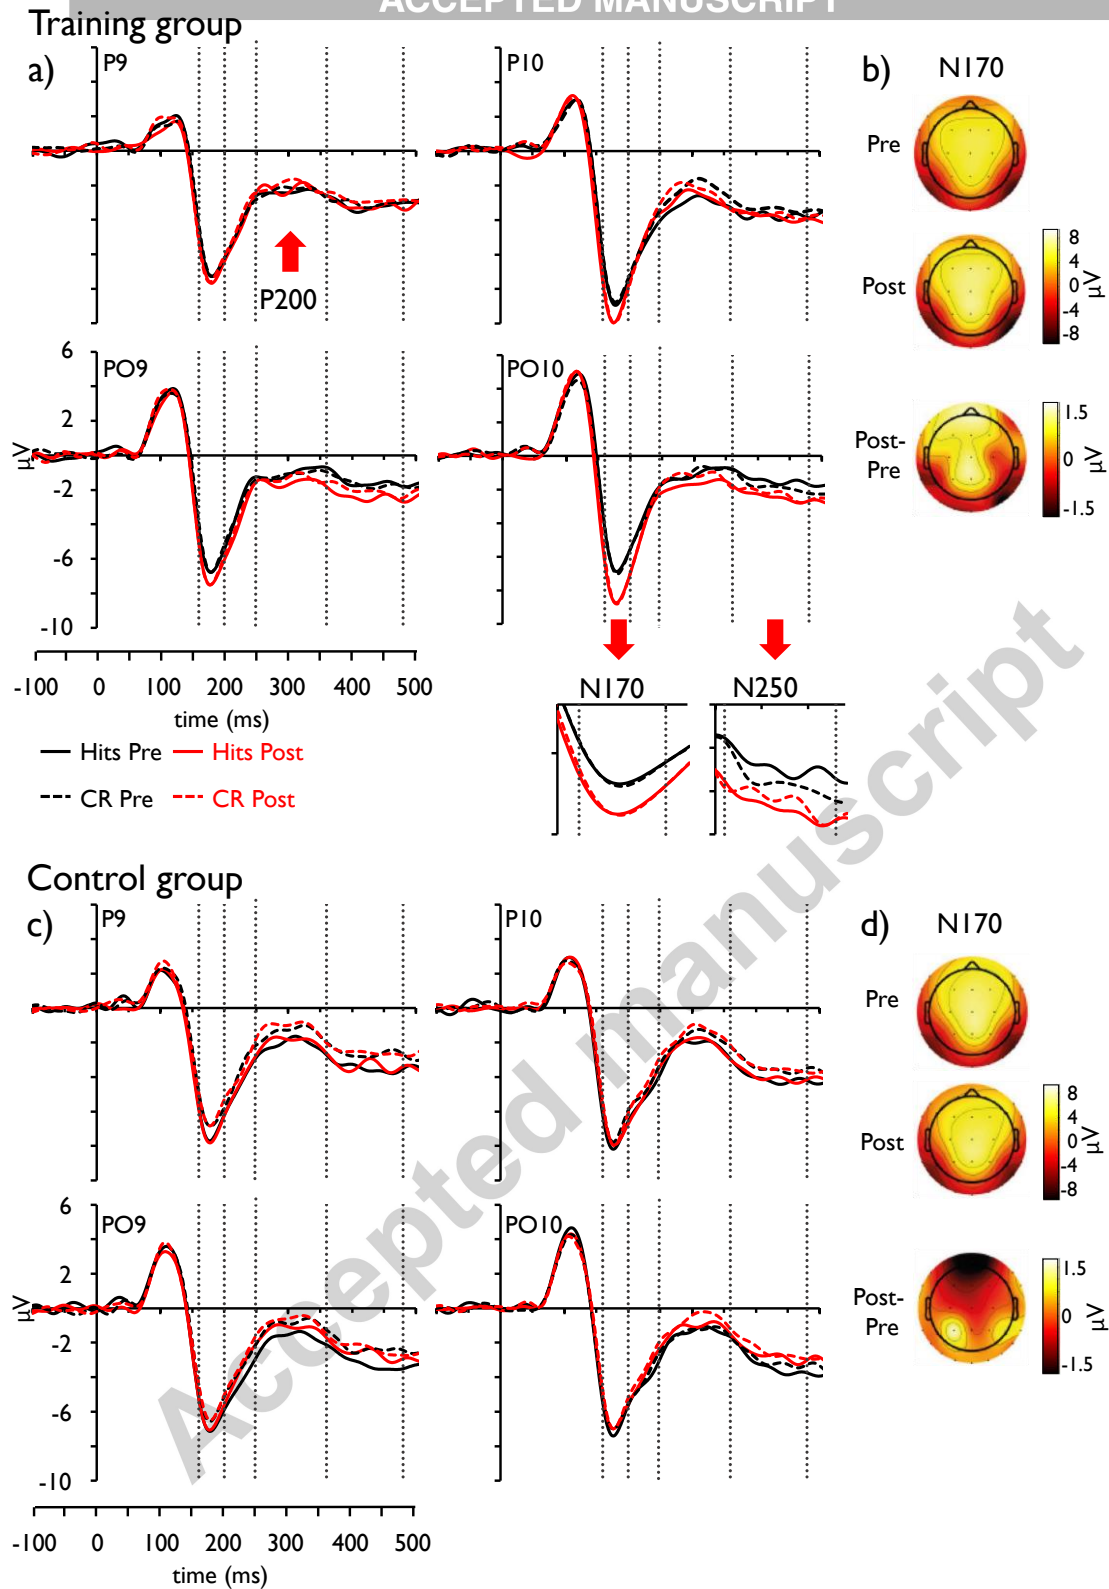 ACCEPTED MANUSCRIPT
Training group
a)
P9
P10
b)
N170
Pre
P200
Post
8
4
0
-4
-8
μV
6
2
μV
-2
-6
-10
PO9
PO10
Post-
Pre
1.5
0
-1.5
μV
-100 0 100 200 300 400 500
time (ms)
N170
N250
Hits Pre
Hits Post
CR Pre
CR Post
Control group
c)
P9
P10
d)
N170
Pre
Post
8
4
0
-4
-8
μV
6
2
μV
-2
-6
-10
PO9
PO10
Post-
Pre
1.5
0
-1.5
μV
-100 0 100 200 300 400 500
time (ms)
Accepted manuscript